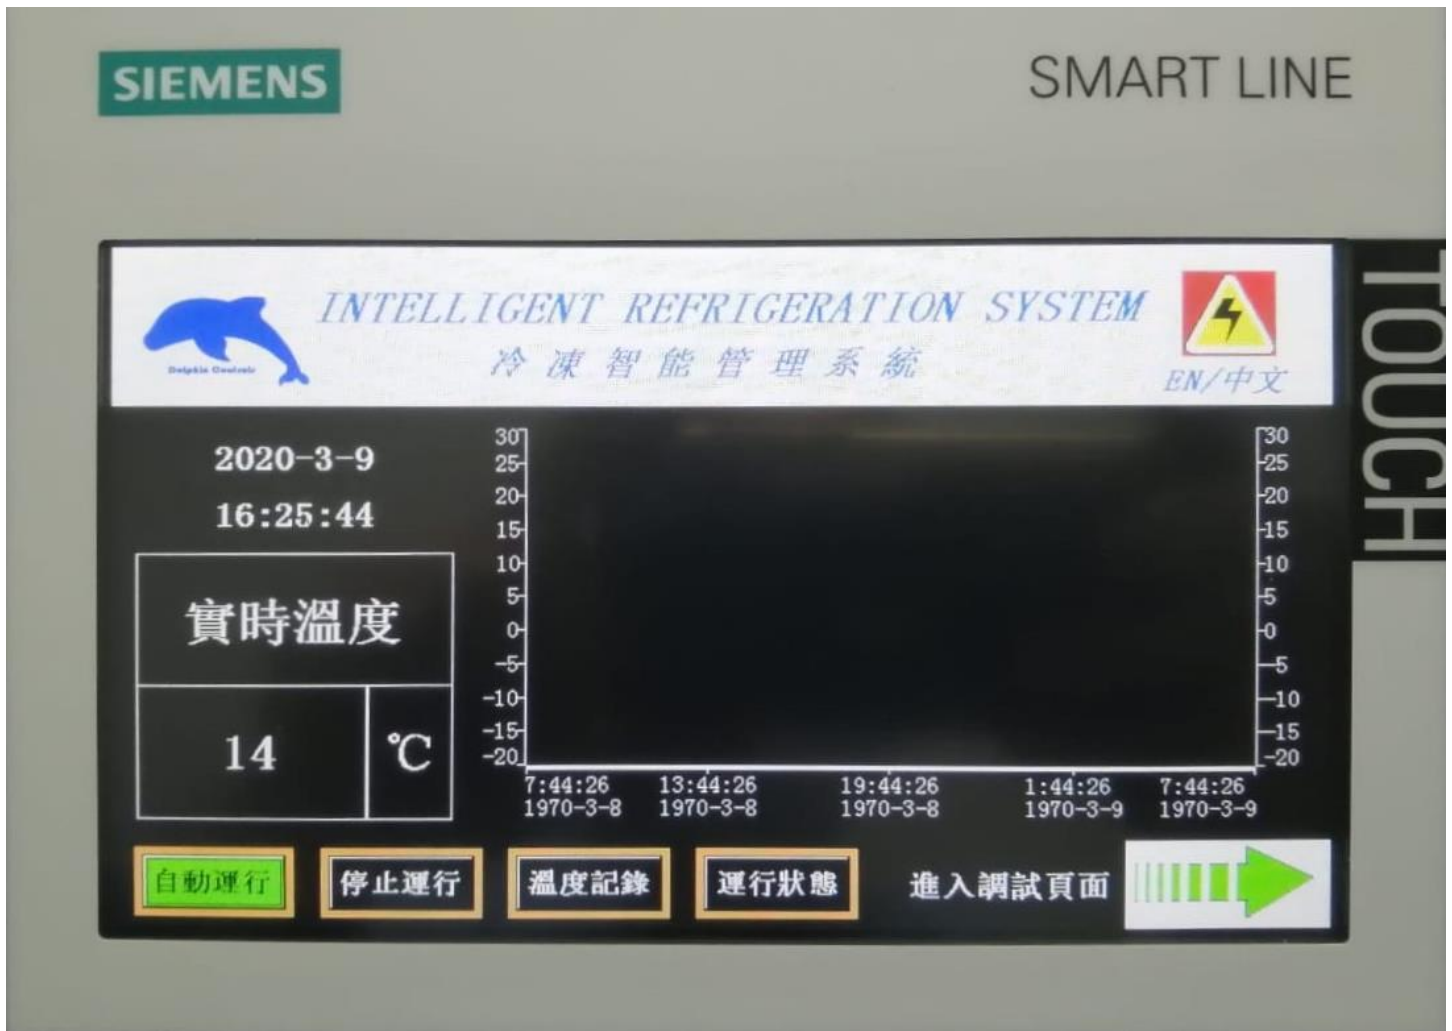 SIEMENS
SMART LINE
TOUCH
INTELLIGENT REFRIGERATION SYSTEM
冷凍智能管理系統
Dolphin Controls
EN/中文
2020-3-9
16:25:44
實時溫度
14
℃
30
25
20
15
10
5
0
-5
-10
-15
-20
30
25
20
15
10
5
0
-5
-10
-15
-20
7:44:26 13:44:26 19:44:26 1:44:26 7:44:26
1970-3-8 1970-3-8 1970-3-8 1970-3-9 1970-3-9
自動運行 停止運行 溫度記錄 運行狀態 進入調試頁面